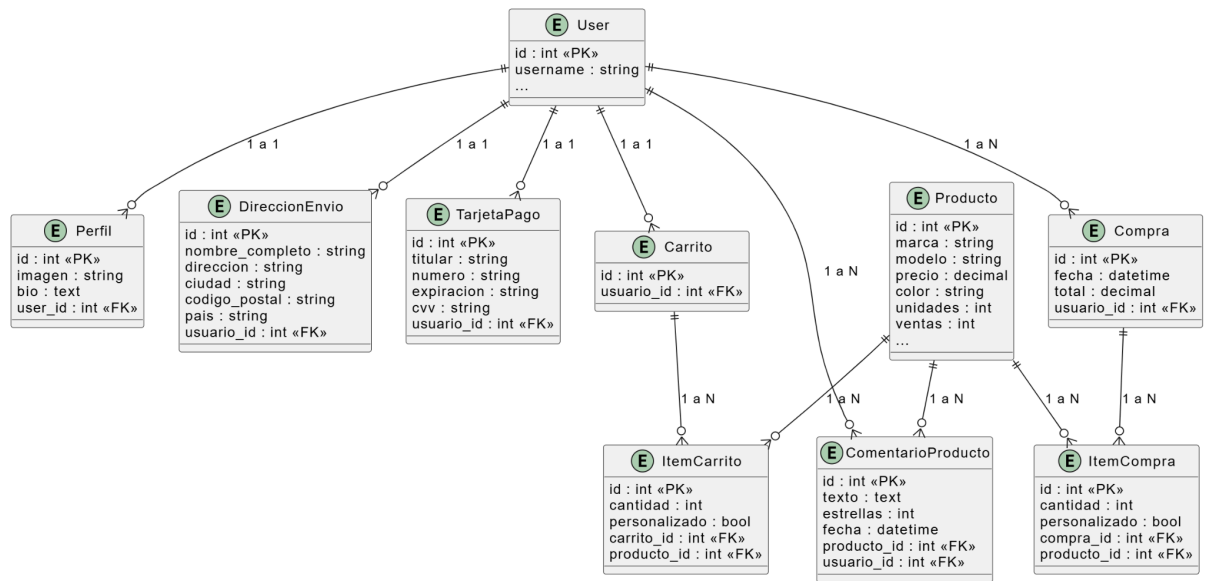 E User
id : int «PK»
username : string
...
1 a 1
1 a 1
1 a 1
1 a 1
1 a N
1 a N
E Perfil
id : int «PK»
imagen : string
bio : text
user_id : int «FK»
E DireccionEnvio
id : int «PK»
nombre_completo : string
direccion : string
ciudad : string
codigo_postal : string
pais : string
usuario_id : int «FK»
E TarjetaPago
id : int «PK»
titular : string
numero : string
expiracion : string
cvv : string
usuario_id : int «FK»
E Carrito
id : int «PK»
usuario_id : int «FK»
E Producto
id : int «PK»
marca : string
modelo : string
precio : decimal
color : string
unidades : int
ventas : int
...
E Compra
id : int «PK»
fecha : datetime
total : decimal
usuario_id : int «FK»
1 a N
1 a N
1 a N
1 a N
1 a N
E ItemCarrito
id : int «PK»
cantidad : int
personalizado : bool
carrito_id : int «FK»
producto_id : int «FK»
E ComentarioProducto
id : int «PK»
texto : text
estrellas : int
fecha : datetime
producto_id : int «FK»
usuario_id : int «FK»
E ItemCompra
id : int «PK»
cantidad : int
personalizado : bool
compra_id : int «FK»
producto_id : int «FK»